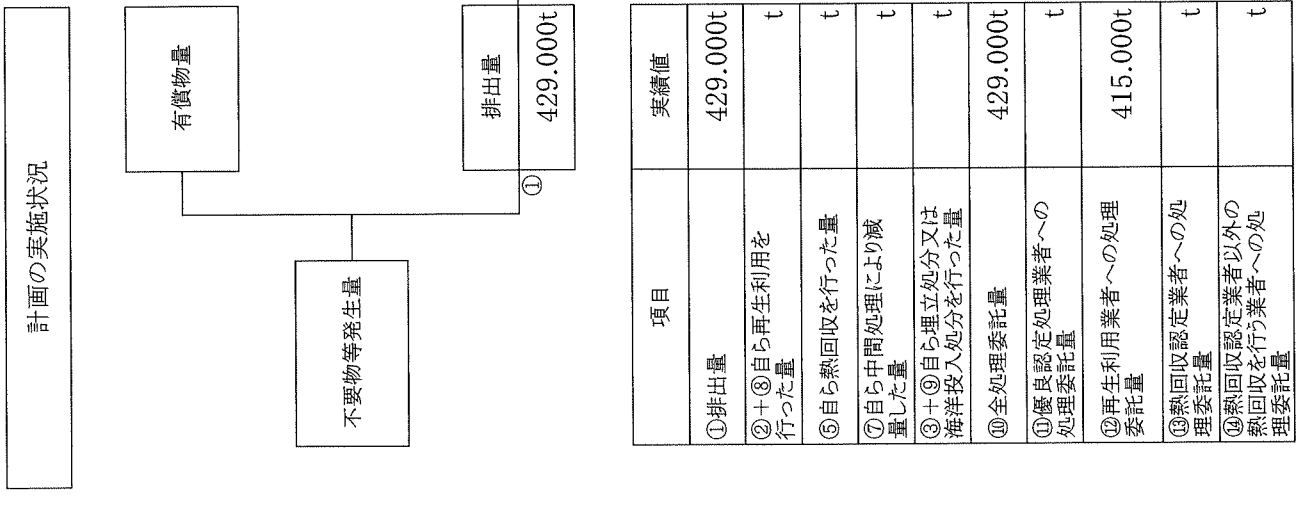 計画の実施状況
有償物量
不要物等発生量
排出量
①
429.000t
項目
実績値
①排出量
429.000t
②+⑧自ら再生利用を
行った量
t
⑤自ら熱回収を行った量
t
⑦自ら中間処理により減
量した量
t
③+⑨自ら埋立処分又は
海洋投入処分を行った量
t
⑩全処理委託量
429.000t
⑪優良認定処理業者への
処理委託量
t
⑫再生利用業者への処理
委託量
415.000t
⑬熱回収認定業者への処
理委託量
t
⑭熱回収認定業者以外の
熱回収を行う業者への処
理委託量
t